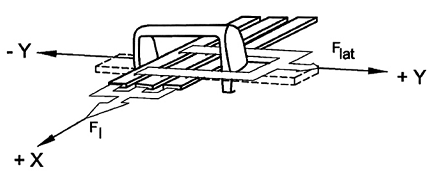 F_lat
- Y
+ Y
F_l
+ X